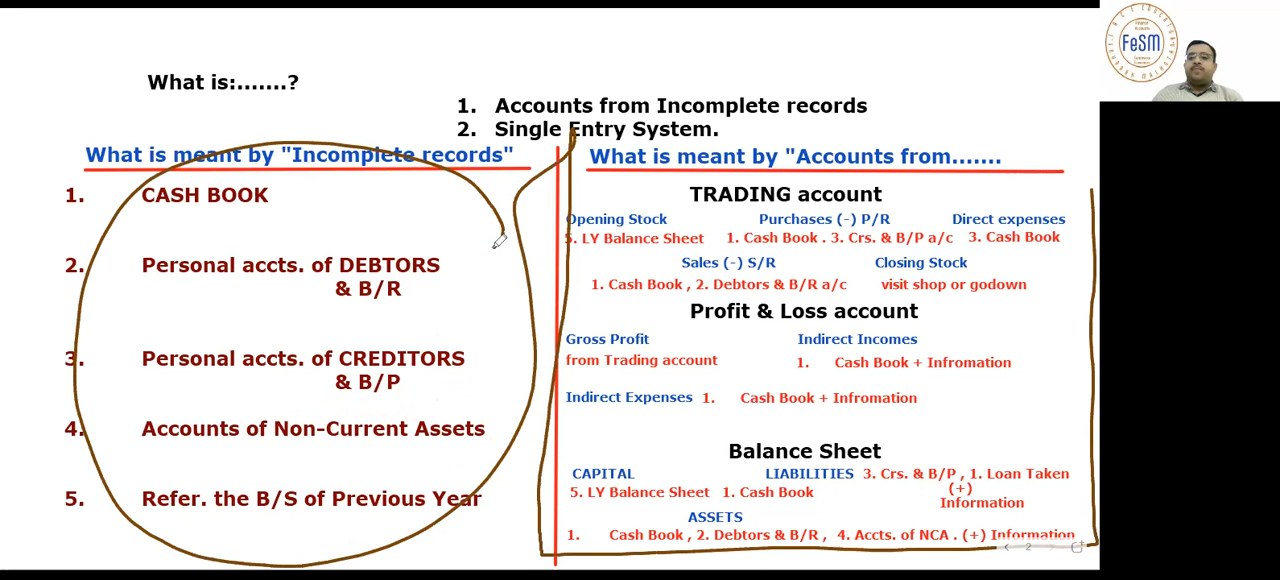 What is:.......?
1. Accounts from Incomplete records
2. Single Entry System.
What is meant by "Incomplete records"
1. CASH BOOK
2. Personal accts. of DEBTORS
& B/R
3. Personal accts. of CREDITORS
& B/P
4. Accounts of Non-Current Assets
5. Refer. the B/S of Previous Year
What is meant by "Accounts from.......
TRADING account
Opening Stock Purchases (-) P/R Direct expenses
5. LY Balance Sheet 1. Cash Book . 3. Crs. & B/P a/c 3. Cash Book
Sales (-) S/R Closing Stock
1. Cash Book , 2. Debtors & B/R a/c visit shop or godown
Profit & Loss account
Gross Profit Indirect Incomes
from Trading account 1. Cash Book + Infromation
Indirect Expenses 1. Cash Book + Infromation
Balance Sheet
CAPITAL LIABILITIES 3. Crs. & B/P , 1. Loan Taken
5. LY Balance Sheet 1. Cash Book (+)
Information
ASSETS
1. Cash Book , 2. Debtors & B/R , 4. Accts. of NCA . (+) Information
2
FeSM